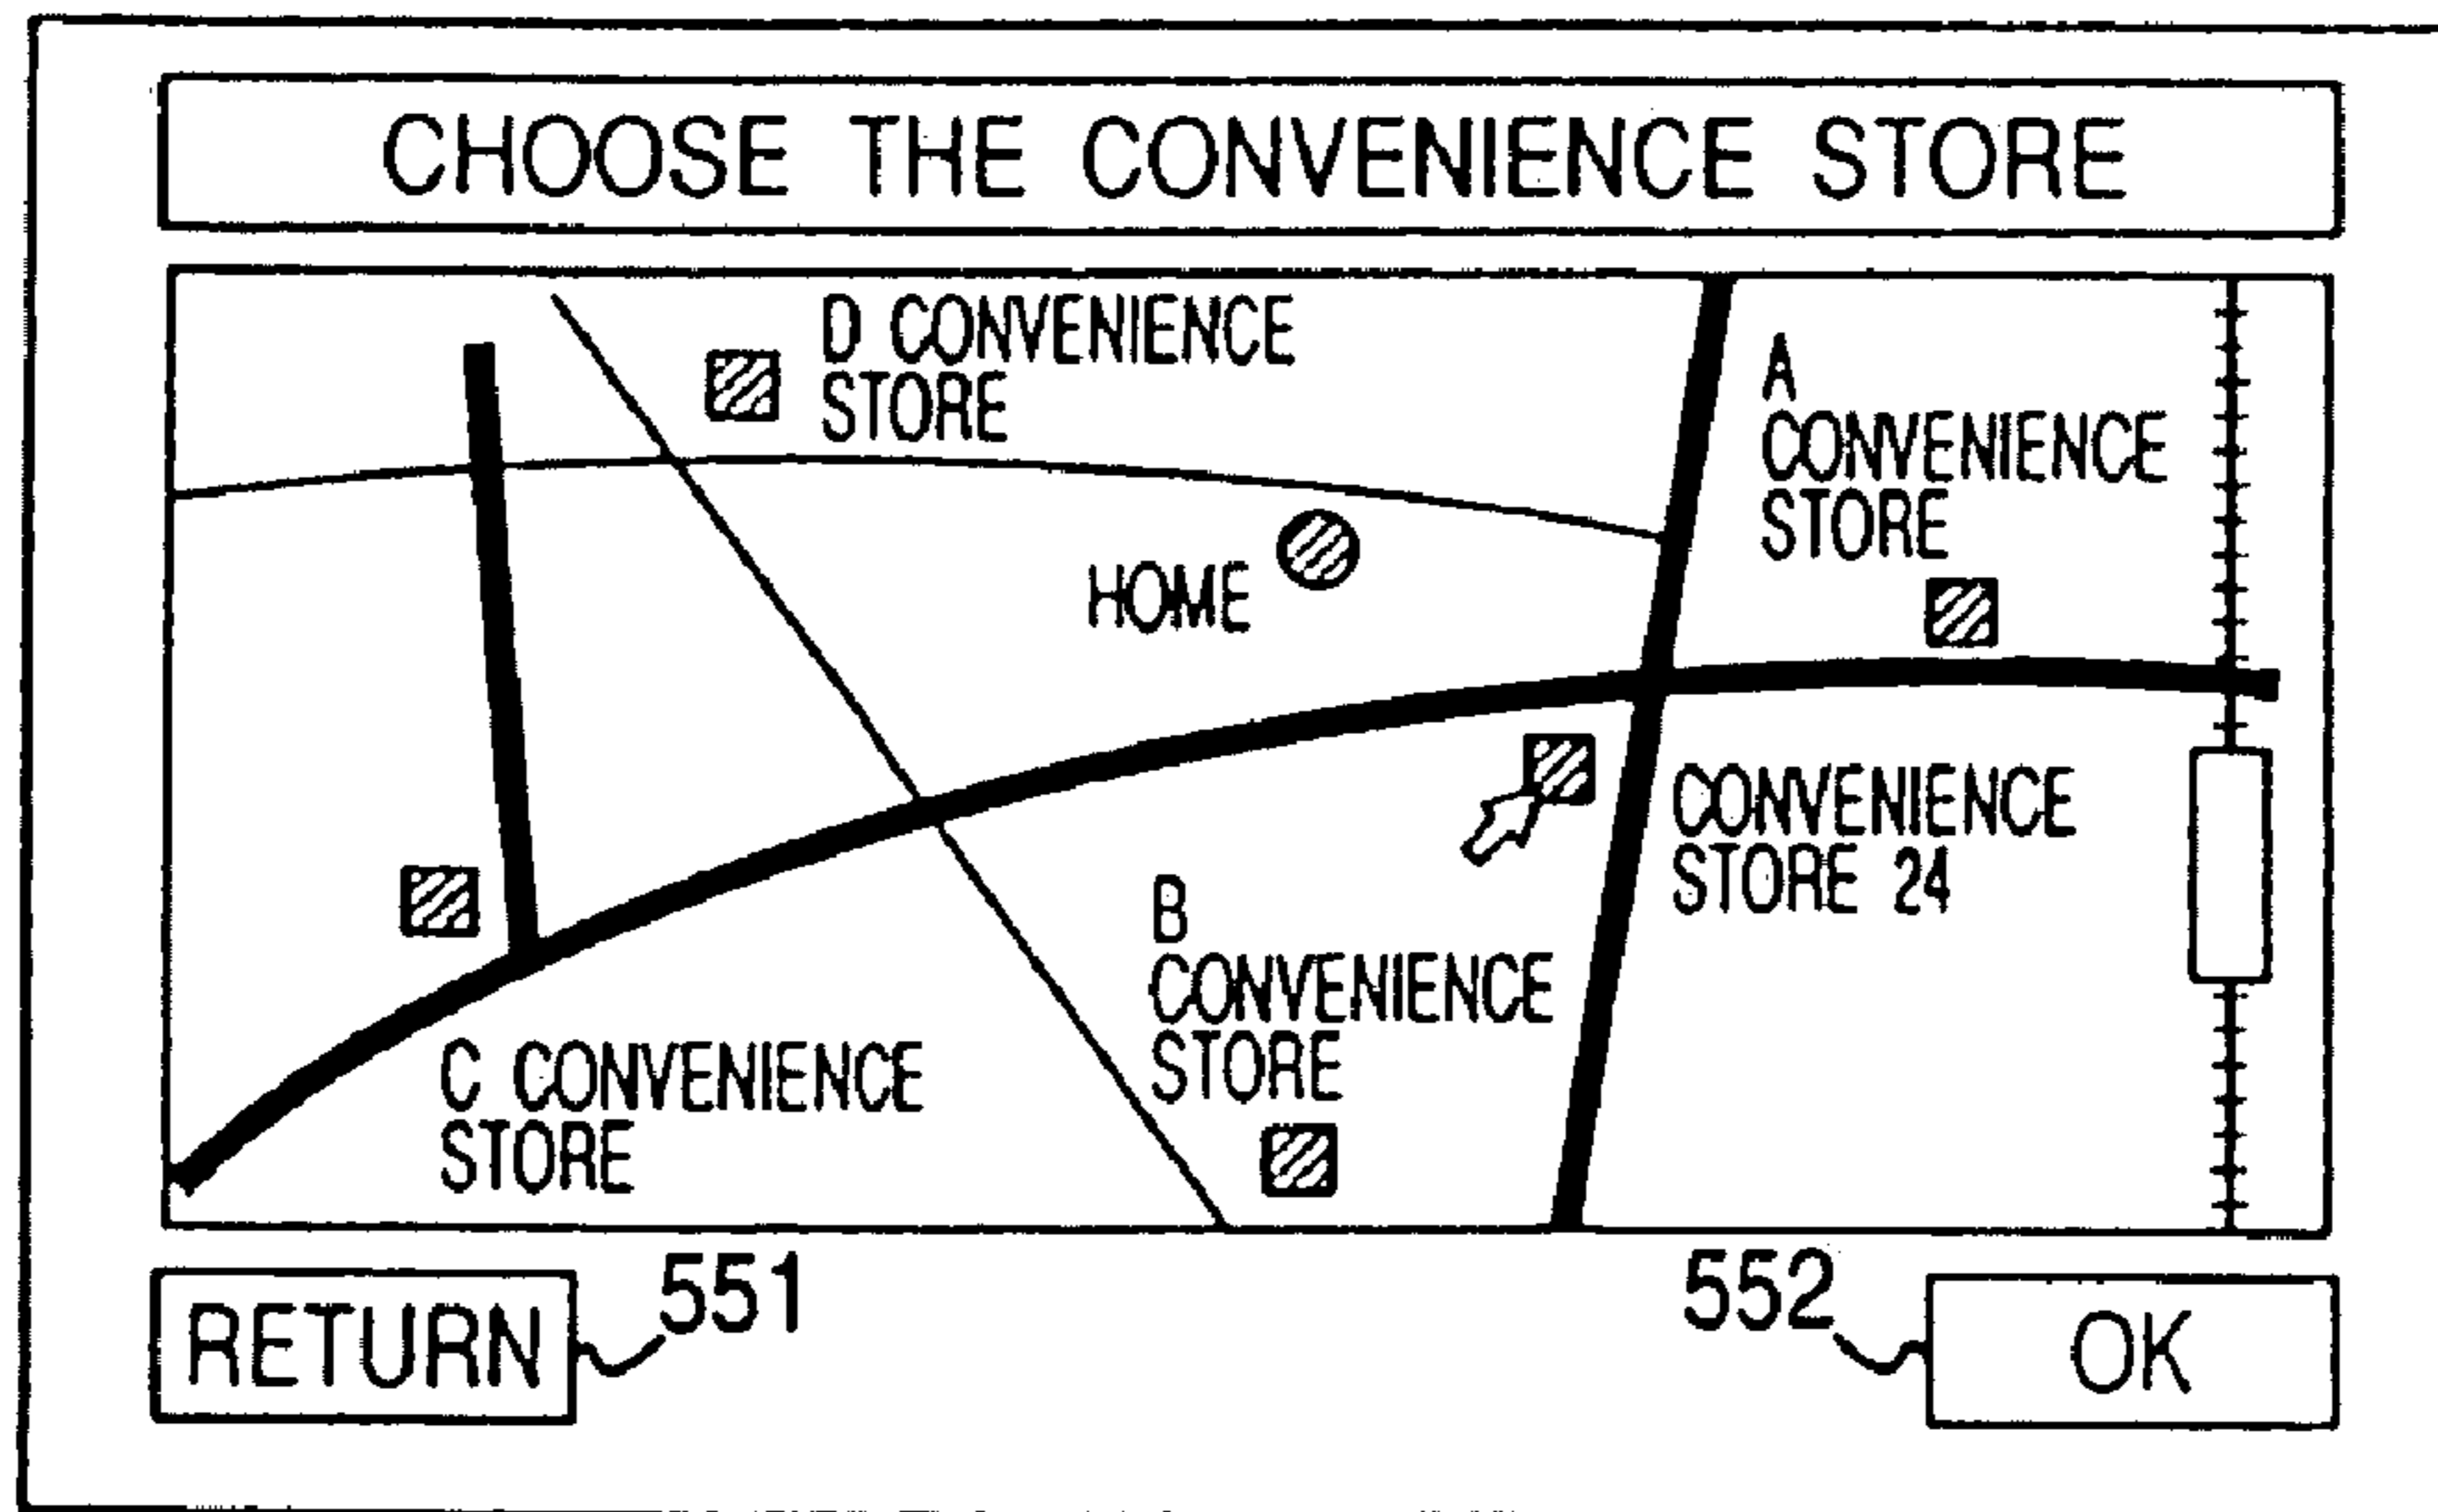 CHOOSE THE CONVENIENCE STORE
D CONVENIENCE
STORE
A
CONVENIENCE
STORE
HOME
CONVENIENCE
STORE 24
B
CONVENIENCE
STORE
C CONVENIENCE
STORE
551
552
RETURN
OK